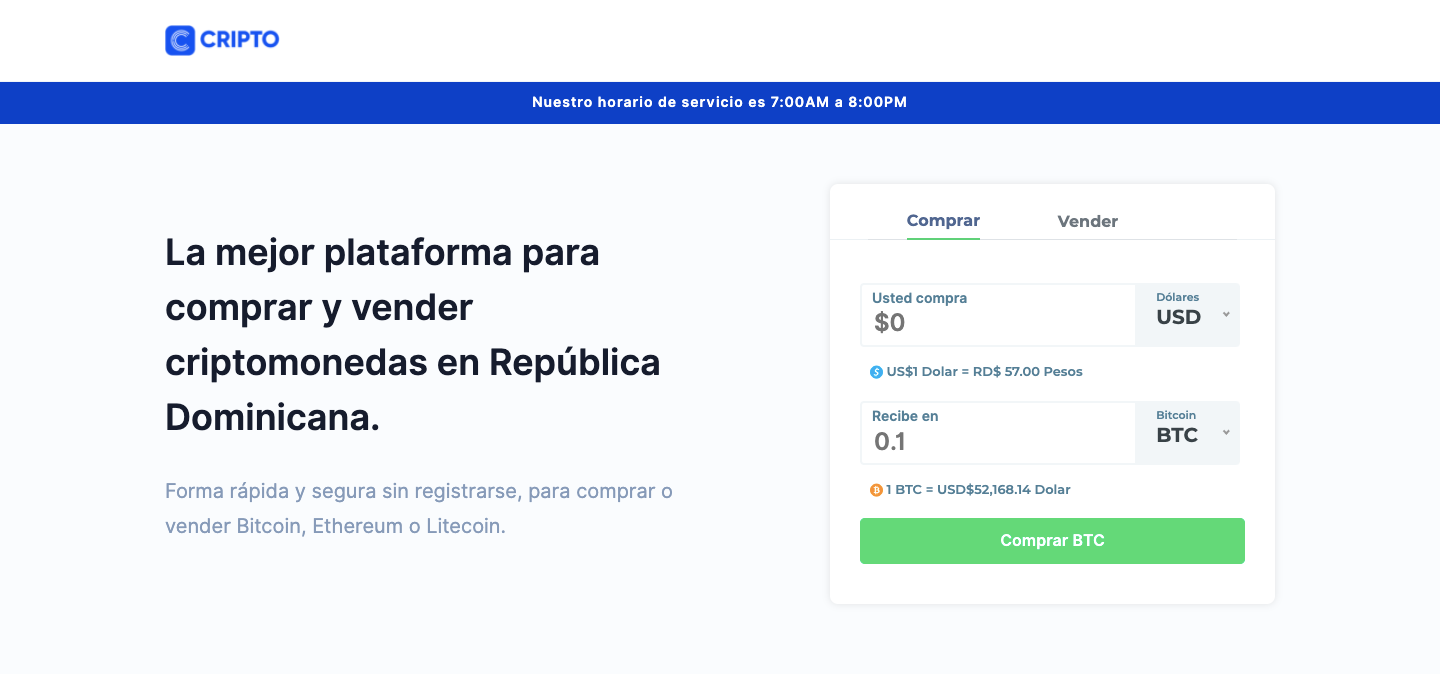 CRIPTO
Nuestro horario de servicio es 7:00AM a 8:00PM
La mejor plataforma para
comprar y vender
criptomonedas en República
Dominicana.
Forma rápida y segura sin registrarse, para comprar o
vender Bitcoin, Ethereum o Litecoin.
Comprar Vender
Usted compra
$0
Dólares
USD
US$1 Dolar = RD$ 57.00 Pesos
Recibe en
0.1
Bitcoin
BTC
1 BTC = USD$52,168.14 Dolar
Comprar BTC